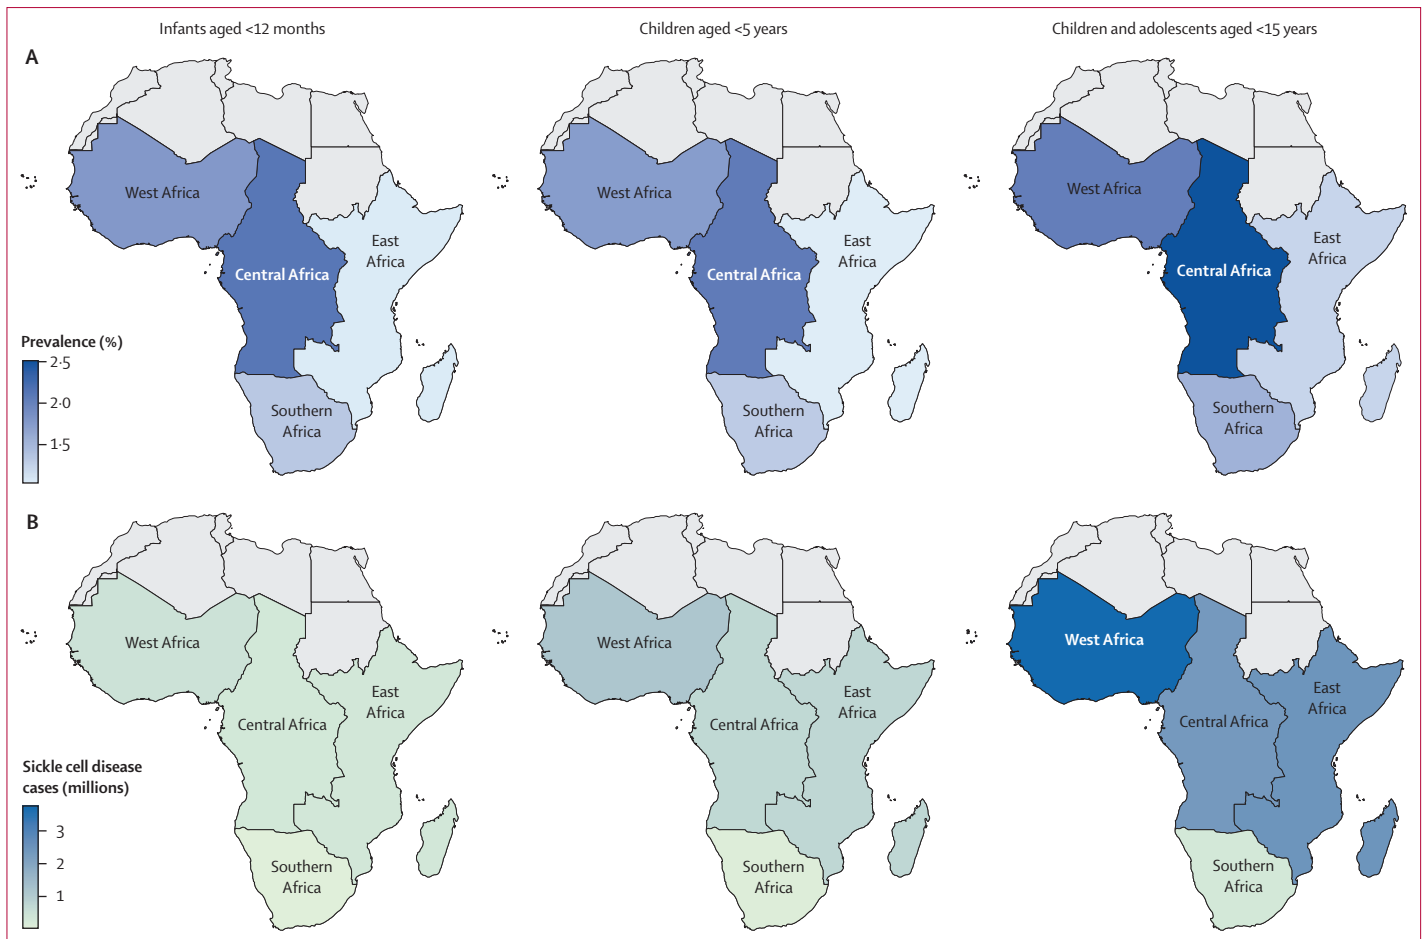 Infants aged <12 months
Children aged <5 years
Children and adolescents aged <15 years
A
West Africa
Central Africa
East
Africa
Southern
Africa
West Africa
Central Africa
East
Africa
Southern
Africa
West Africa
Central Africa
East
Africa
Southern
Africa
Prevalence (%)
2·5
2·0
1·5
B
West Africa
Central Africa
East
Africa
Southern
Africa
West Africa
Central Africa
East
Africa
Southern
Africa
West Africa
Central Africa
East
Africa
Southern
Africa
Sickle cell disease
cases (millions)
3
2
1